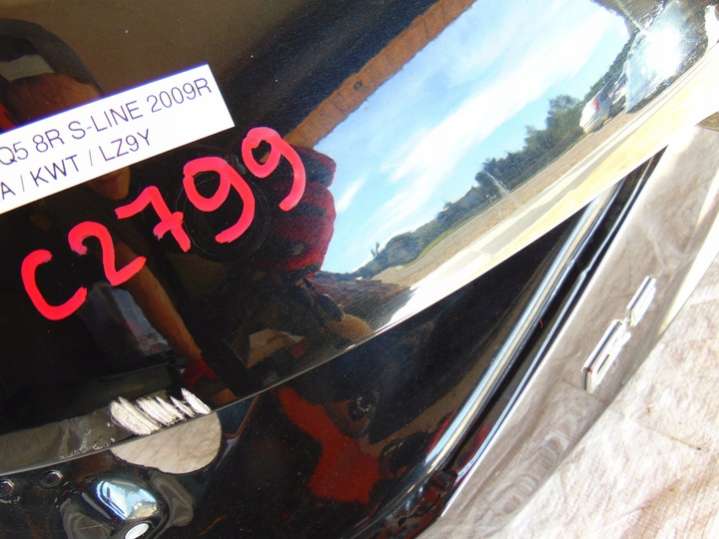 Q5 8R S-LINE 2009R
A / KWT / LZ9Y
C2799